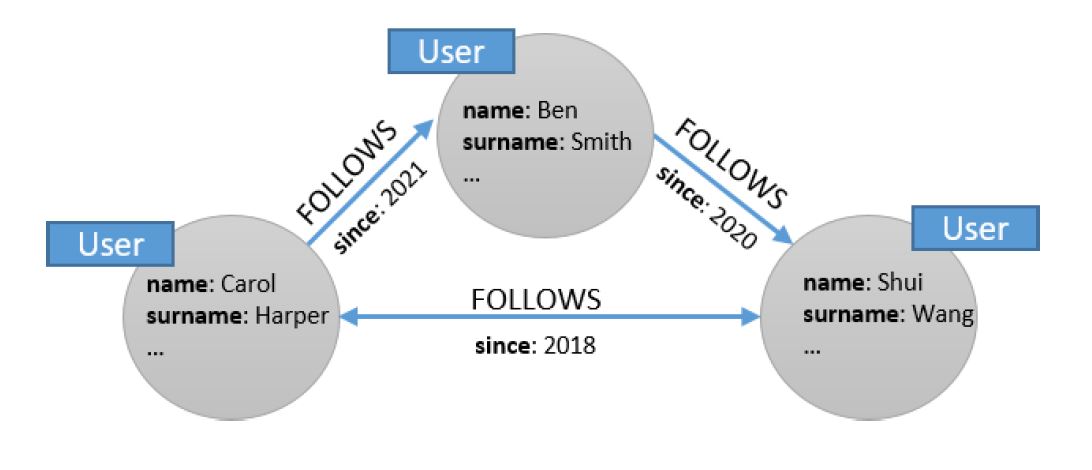 User
name: Ben
surname: Smith
...
FOLLOWS
since: 2021
FOLLOWS
since: 2020
User
name: Carol
surname: Harper
...
FOLLOWS
since: 2018
User
name: Shui
surname: Wang
...